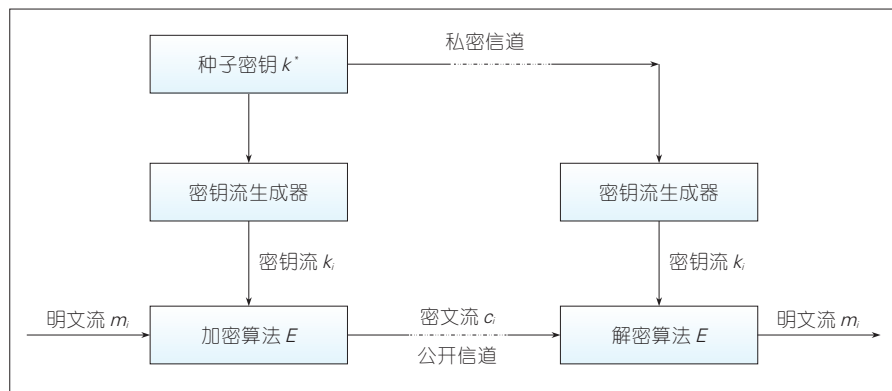 私密信道
种子密钥 k*
密钥流生成器
密钥流生成器
密钥流 kᵢ
密钥流 kᵢ
明文流 mᵢ
加密算法 E
密文流 cᵢ
公开信道
解密算法 E
明文流 mᵢ